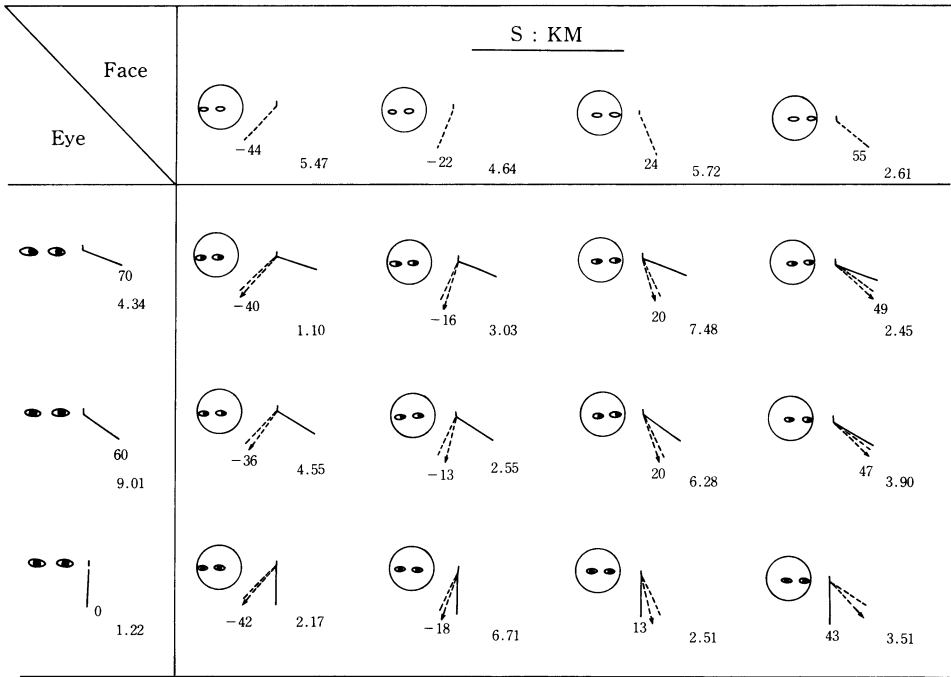 S : KM
Face
Eye
−44 5.47 −22 4.64 24 5.72 55 2.61
70 4.34 −40 1.10 −16 3.03 20 7.48 49 2.45
60 9.01 −36 4.55 −13 2.55 20 6.28 47 3.90
0 1.22 −42 2.17 −18 6.71 13 2.51 43 3.51